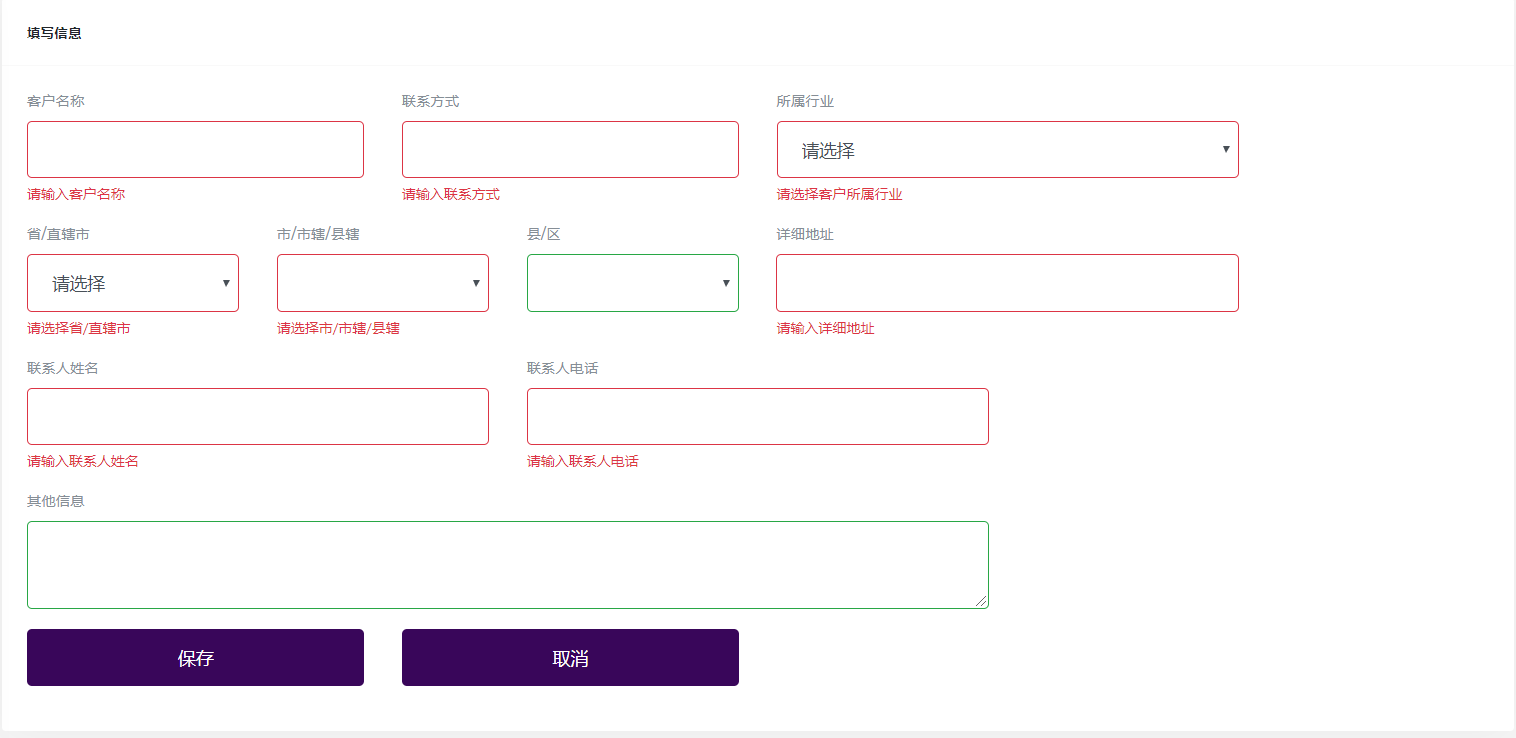 填写信息
客户名称 联系方式 所属行业
请选择
请输入客户名称 请输入联系方式 请选择客户所属行业
省/直辖市 市/市辖/县辖 县/区 详细地址
请选择
请选择省/直辖市 请选择市/市辖/县辖 请输入详细地址
联系人姓名 联系人电话
请输入联系人姓名 请输入联系人电话
其他信息
保存 取消